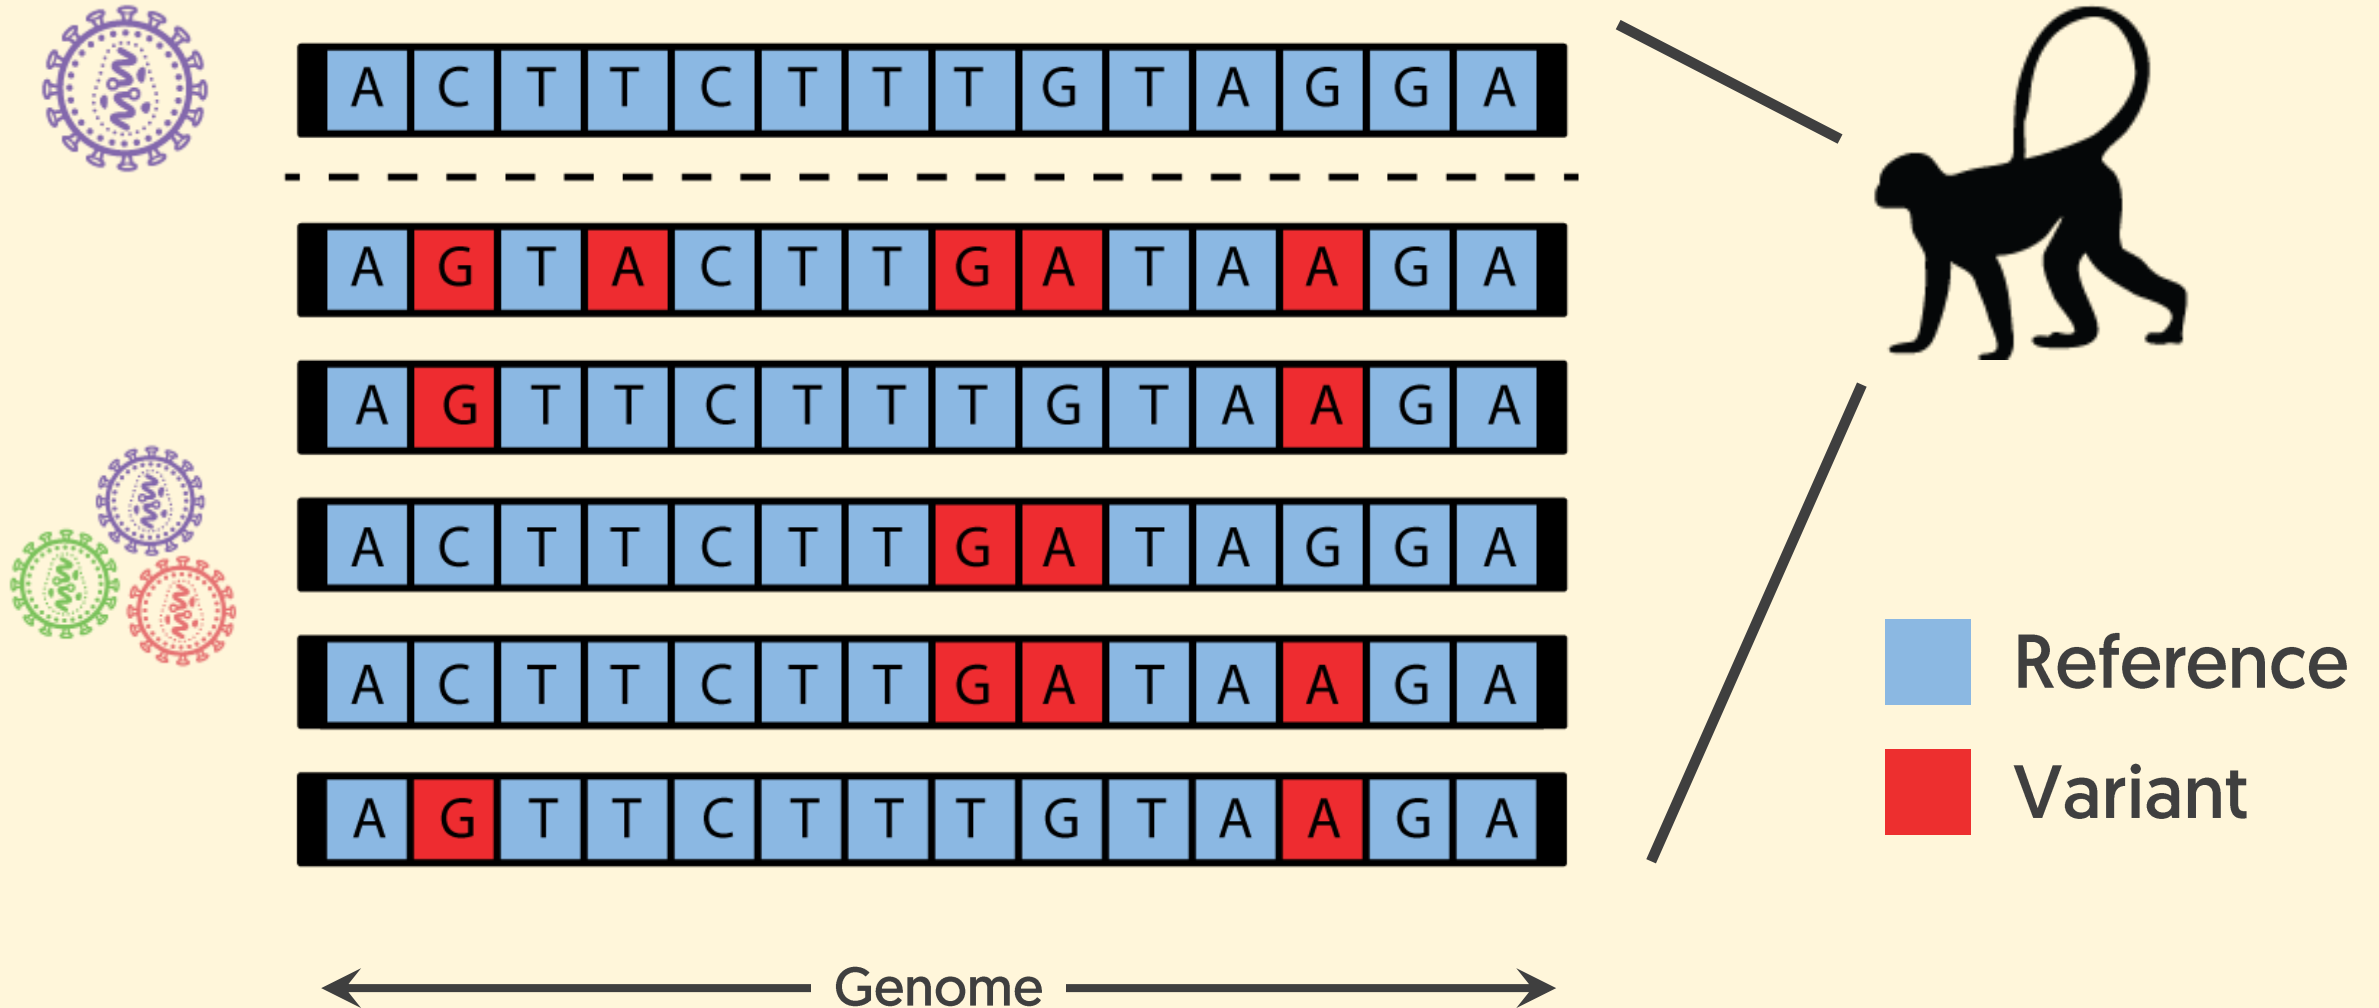 A C T T C T T T G T A G G A
A G T A C T T G A T A A G A
A G T T C T T T G T A A G A
A C T T C T T G A T A G G A
A C T T C T T G A T A A G A
A G T T C T T T G T A A G A
Reference
Variant
Genome